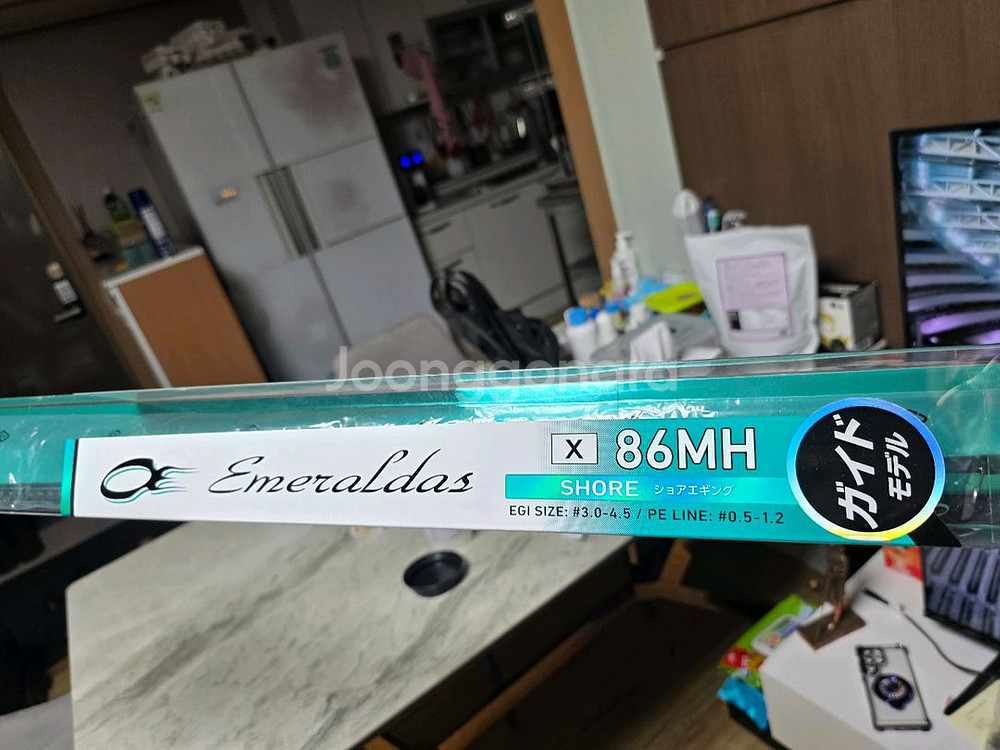 Joonggonara
Emeraldas
X 86MH
SHORE ショアエギング
EGI SIZE: #3.0-4.5 / PE LINE: #0.5-1.2
ガイド
モデル